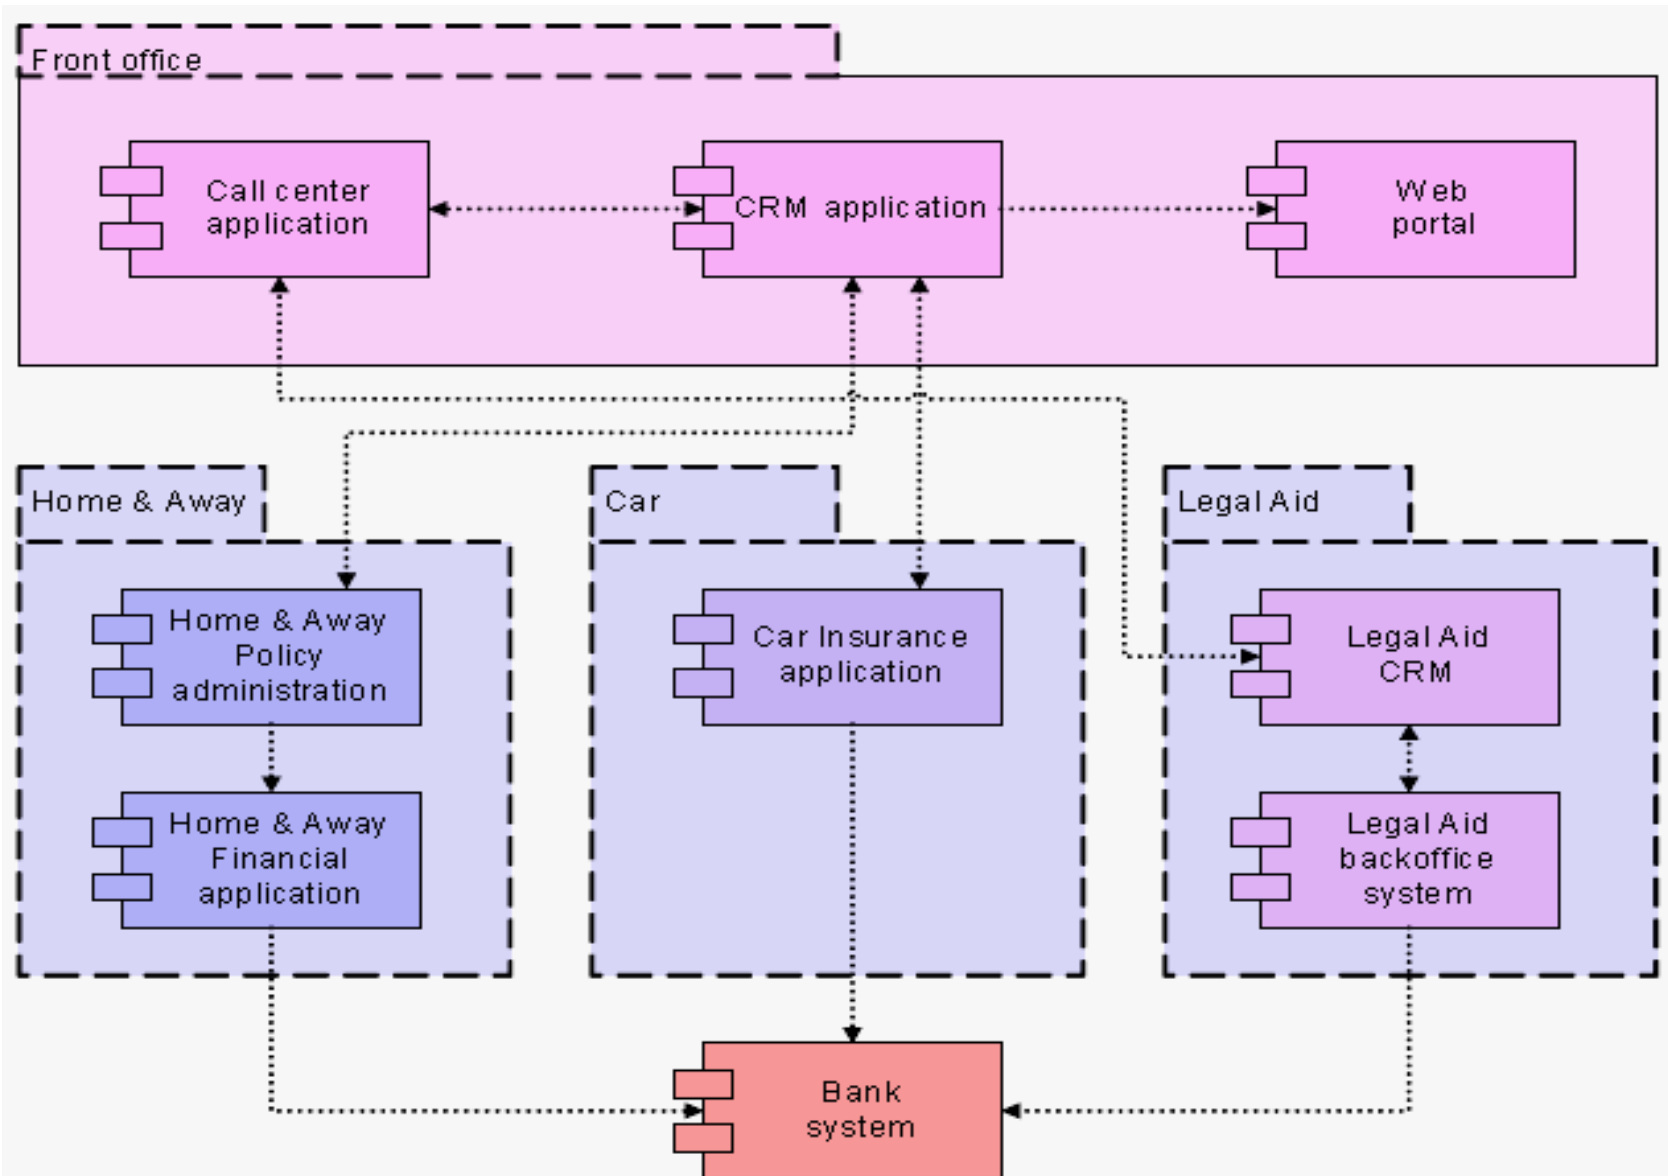 Front office
Call center
application
CRM application
Web
portal
Home & Away
Car
Legal Aid
Home & Away
Policy
administration
Car Insurance
application
Legal Aid
CRM
Home & Away
Financial
application
Legal Aid
backoffice
system
Bank
system